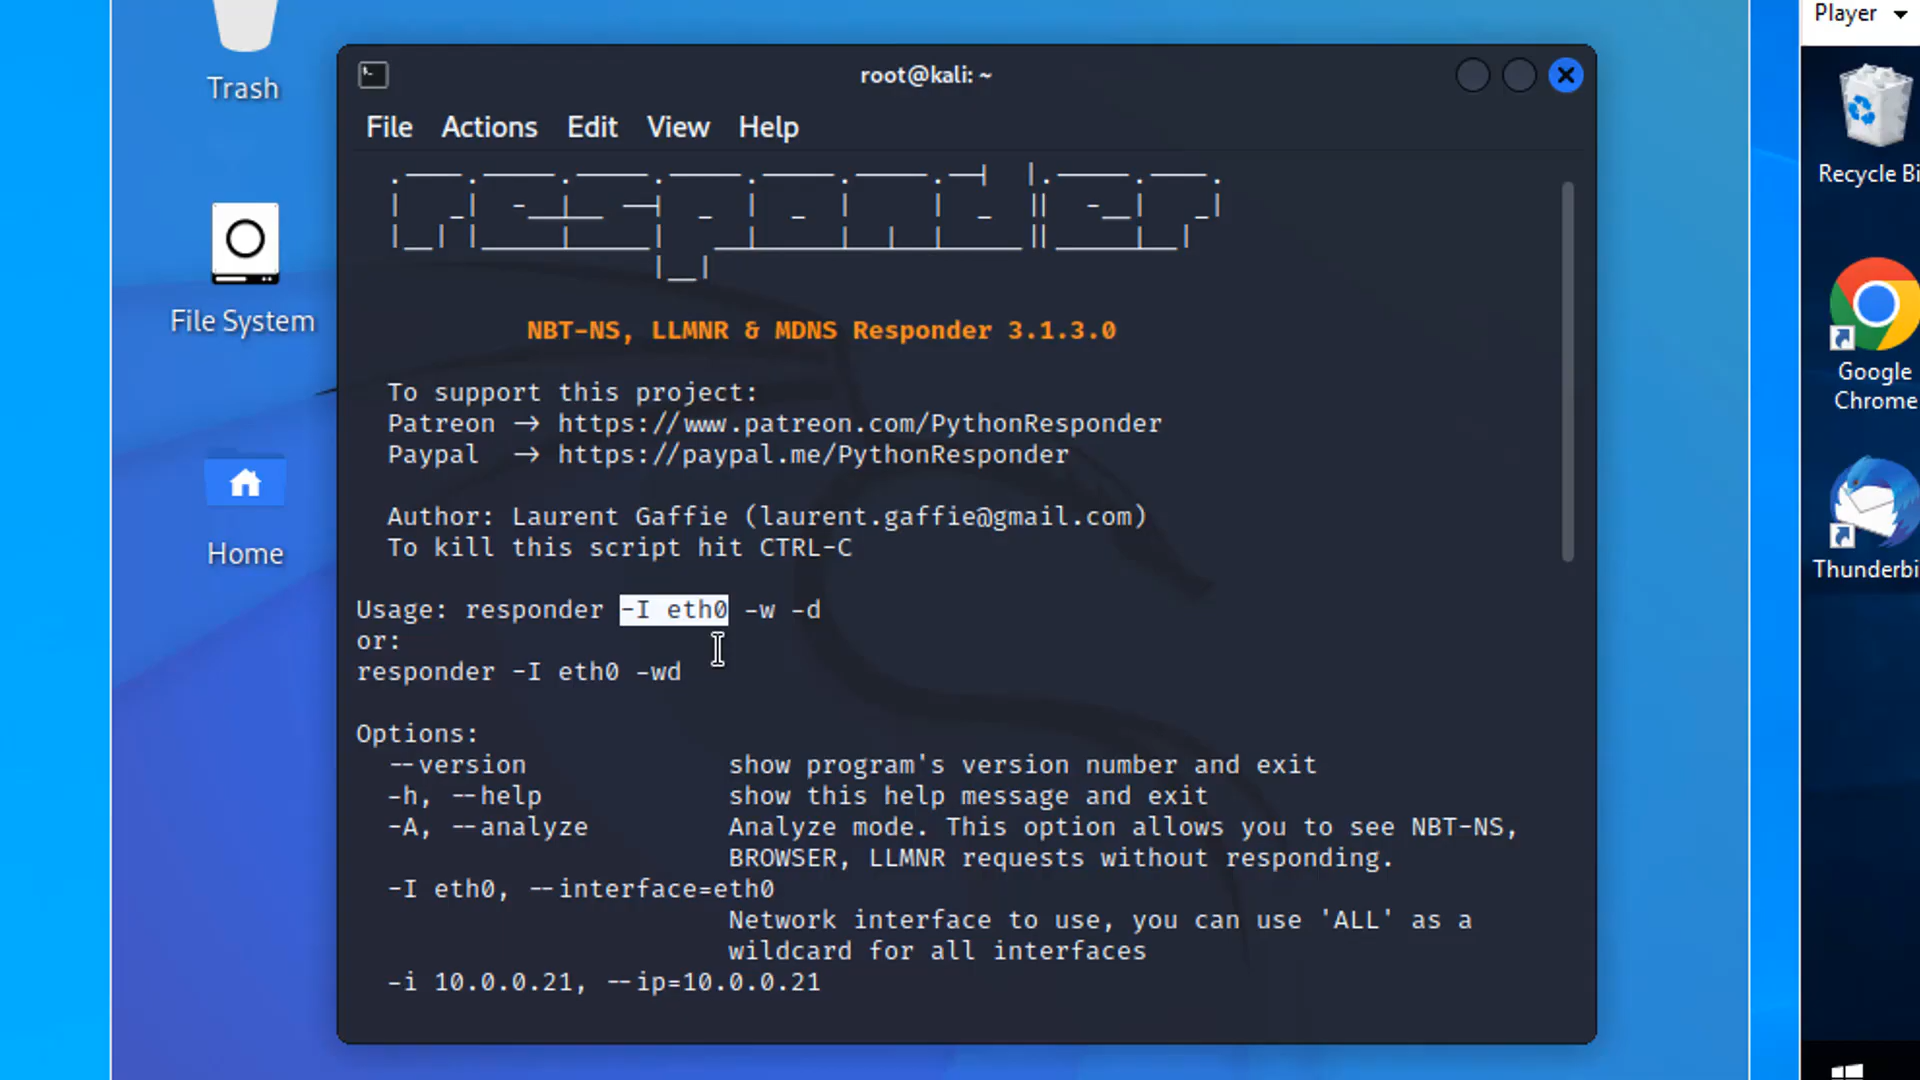 Player
Trash
root@kali: ~
File Actions Edit View Help
Recycle Bi
responder
File System
NBT-NS, LLMNR & MDNS Responder 3.1.3.0
To support this project:
Patreon -> https://www.patreon.com/PythonResponder
Paypal -> https://paypal.me/PythonResponder
Google
Chrome
Author: Laurent Gaffie (laurent.gaffie@gmail.com)
To kill this script hit CTRL-C
Home
Thunderbi
Usage: responder -I eth0 -w -d
or:
responder -I eth0 -wd
Options:
--version show program's version number and exit
-h, --help show this help message and exit
-A, --analyze Analyze mode. This option allows you to see NBT-NS,
BROWSER, LLMNR requests without responding.
-I eth0, --interface=eth0
Network interface to use, you can use 'ALL' as a
wildcard for all interfaces
-i 10.0.0.21, --ip=10.0.0.21